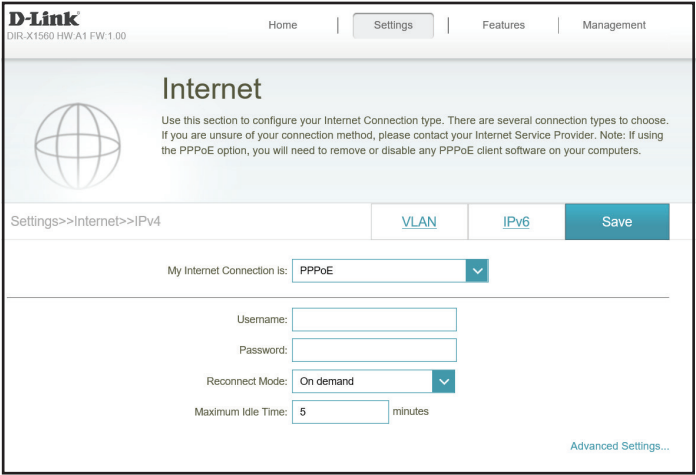 D-Link
DIR-X1560 HW:A1 FW:1.00
Home
Settings
Features
Management
Internet
Use this section to configure your Internet Connection type. There are several connection types to choose.
If you are unsure of your connection method, please contact your Internet Service Provider. Note: If using
the PPPoE option, you will need to remove or disable any PPPoE client software on your computers.
Settings>>Internet>>IPv4
VLAN
IPv6
Save
My Internet Connection is: PPPoE
Username:
Password:
Reconnect Mode: On demand
Maximum Idle Time: 5 minutes
Advanced Settings...